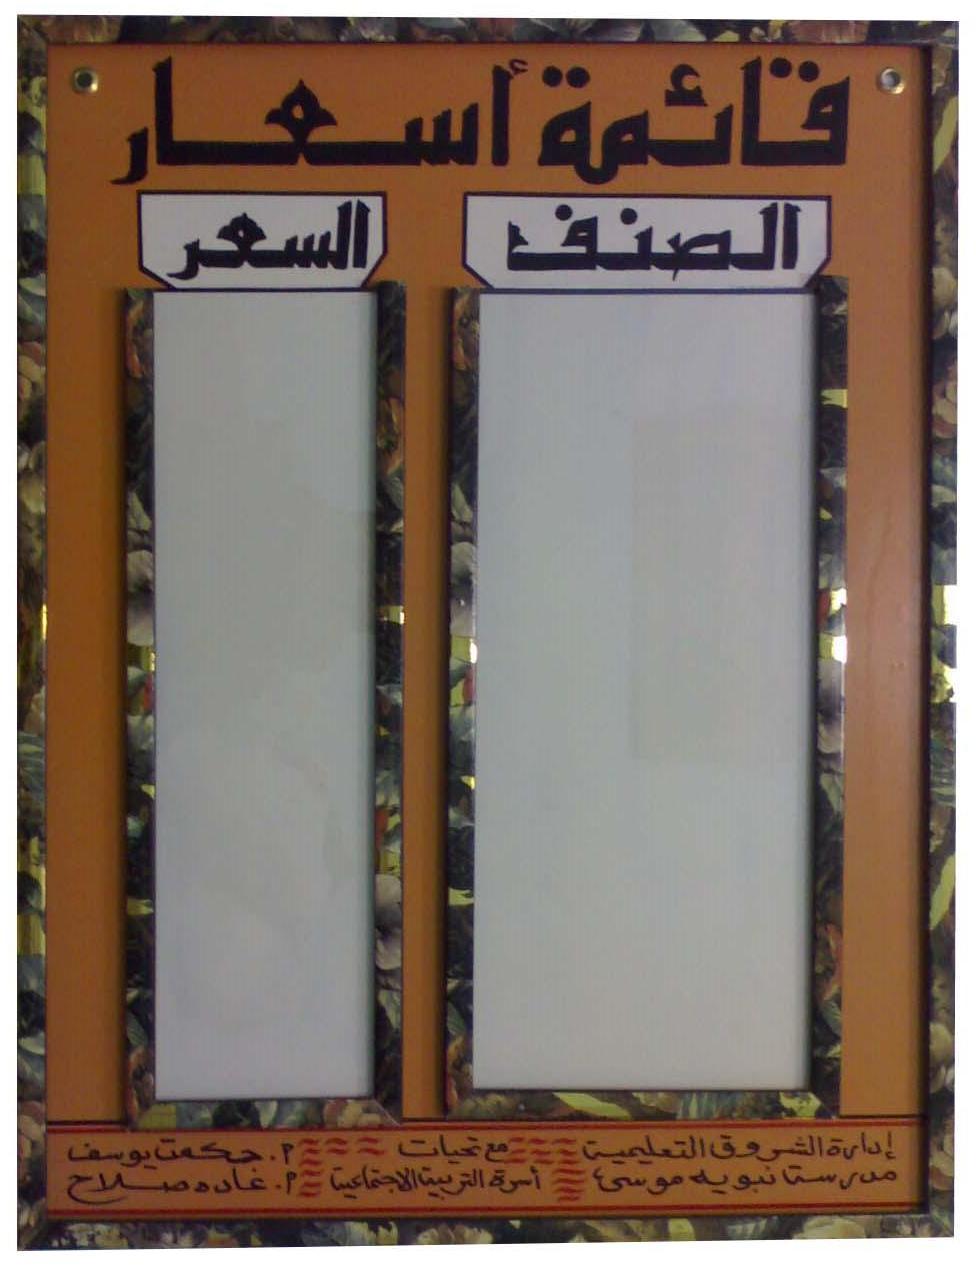 قائمة أسعار
الصنف
السعر
إدارة الشروق التعليمية
مدرسة نبويه موسى
مع تحيات
أسرة التربية الاجتماعية
م. حكمت يوسف
م. غاده صلاح